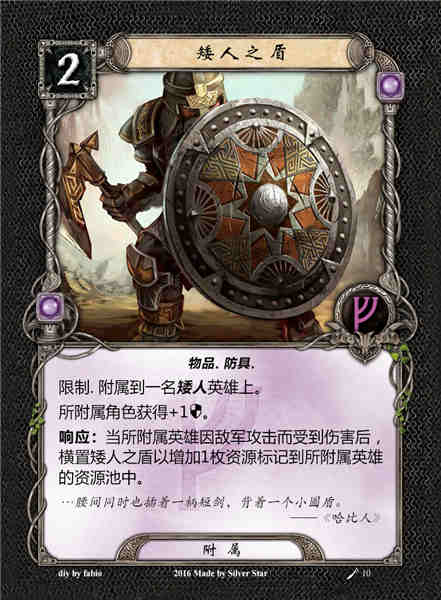 2
矮人之盾
物品. 防具.
限制. 附属到一名矮人英雄上。
所附属角色获得+1。
响应：当所附属英雄因敌军攻击而受到伤害后，
横置矮人之盾以增加1枚资源标记到所附属英雄
的资源池中。
…腰间同时也插着一柄短剑、背着一个小圆盾。
——《哈比人》
附属
diy by fabio 2016 Made by Silver Star 10